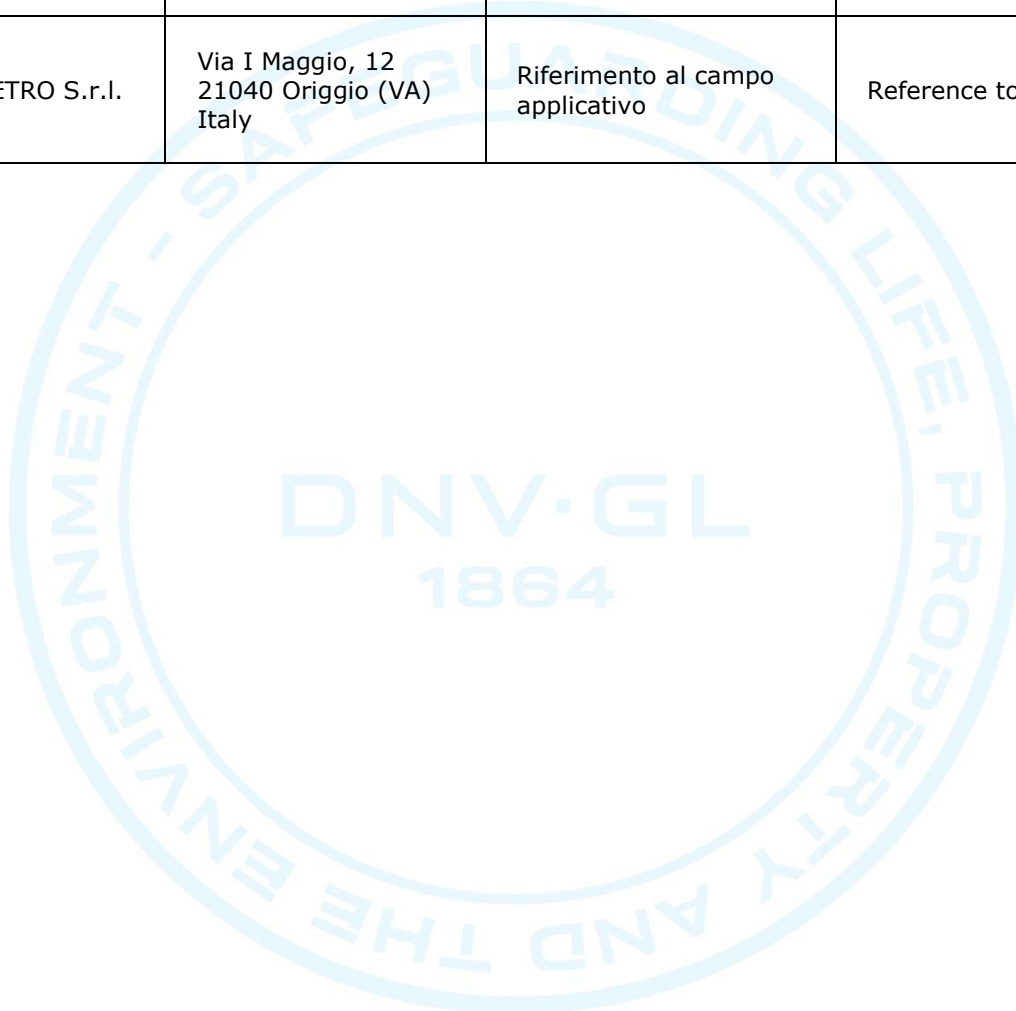 ETRO S.r.l.
Via I Maggio, 12
21040 Origgio (VA)
Italy
Riferimento al campo
applicativo
Reference to
SAFEGUARDING LIFE, PROPERTY AND THE ENVIRONMENT -
DNV·GL
1864